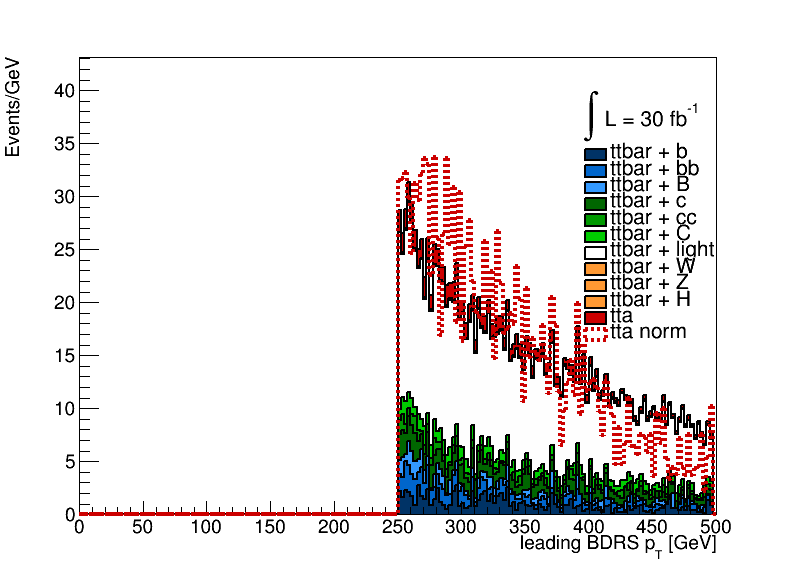 Events/GeV
40
35
30
25
20
15
10
5
0
0 50 100 150 200 250 300 350 400 450 500
leading BDRS p_T [GeV]
∫ L = 30 fb^-1
ttbar + b
ttbar + bb
ttbar + B
ttbar + c
ttbar + cc
ttbar + C
ttbar + light
ttbar + W
ttbar + Z
ttbar + H
tta
tta norm